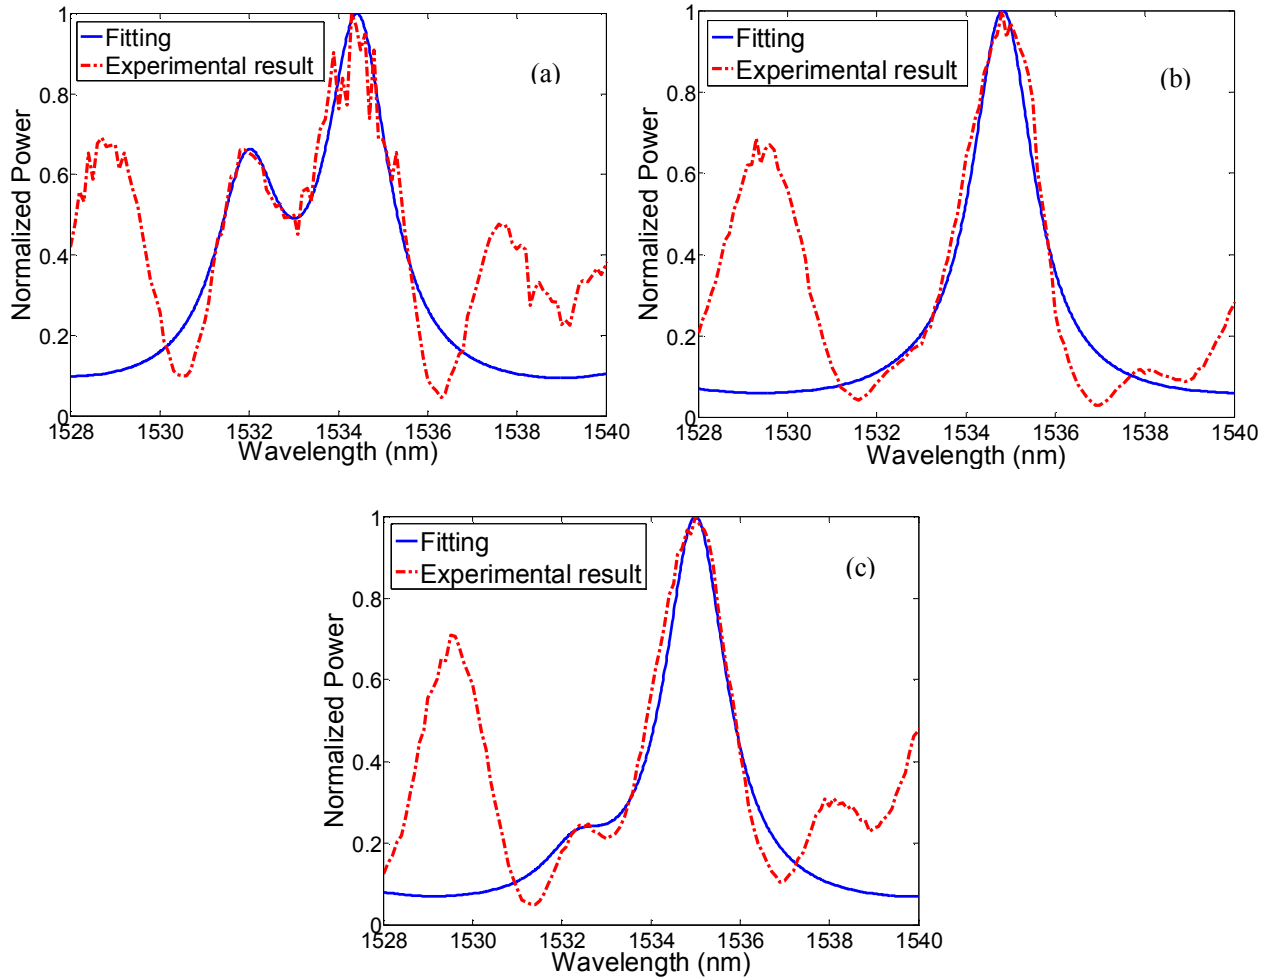 Fitting
Experimental result
(a)
Normalized Power
1
0.8
0.6
0.4
0.2
0
1528 1530 1532 1534 1536 1538 1540
Wavelength (nm)
Fitting
Experimental result
(b)
Normalized Power
1
0.8
0.6
0.4
0.2
0
1528 1530 1532 1534 1536 1538 1540
Wavelength (nm)
Fitting
Experimental result
(c)
Normalized Power
1
0.8
0.6
0.4
0.2
0
1528 1530 1532 1534 1536 1538 1540
Wavelength (nm)